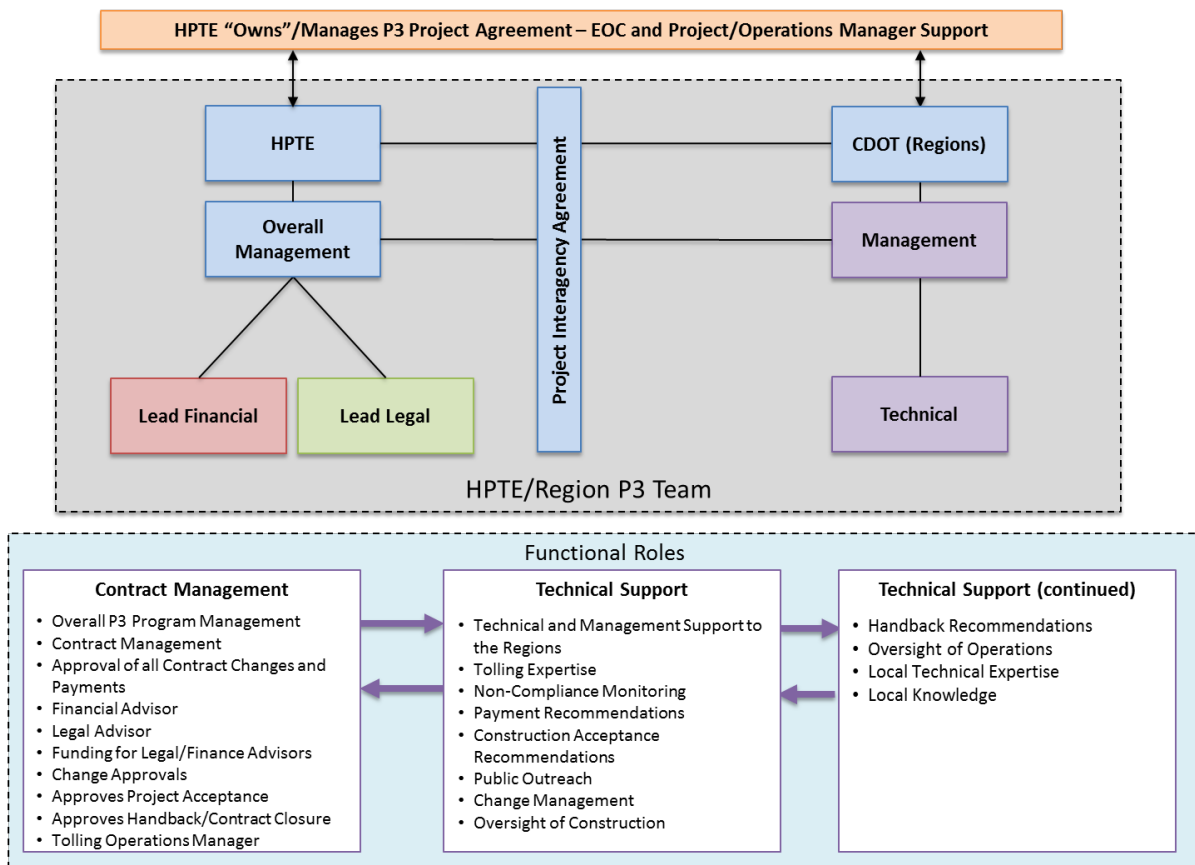 HPTE “Owns”/Manages P3 Project Agreement – EOC and Project/Operations Manager Support
HPTE
CDOT (Regions)
Project Interagency Agreement
Overall
Management
Management
Lead Financial
Lead Legal
Technical
HPTE/Region P3 Team
Functional Roles
Contract Management
• Overall P3 Program Management
• Contract Management
• Approval of all Contract Changes and
Payments
• Financial Advisor
• Legal Advisor
• Funding for Legal/Finance Advisors
• Change Approvals
• Approves Project Acceptance
• Approves Handback/Contract Closure
• Tolling Operations Manager
Technical Support
• Technical and Management Support to
the Regions
• Tolling Expertise
• Non-Compliance Monitoring
• Payment Recommendations
• Construction Acceptance
Recommendations
• Public Outreach
• Change Management
• Oversight of Construction
Technical Support (continued)
• Handback Recommendations
• Oversight of Operations
• Local Technical Expertise
• Local Knowledge